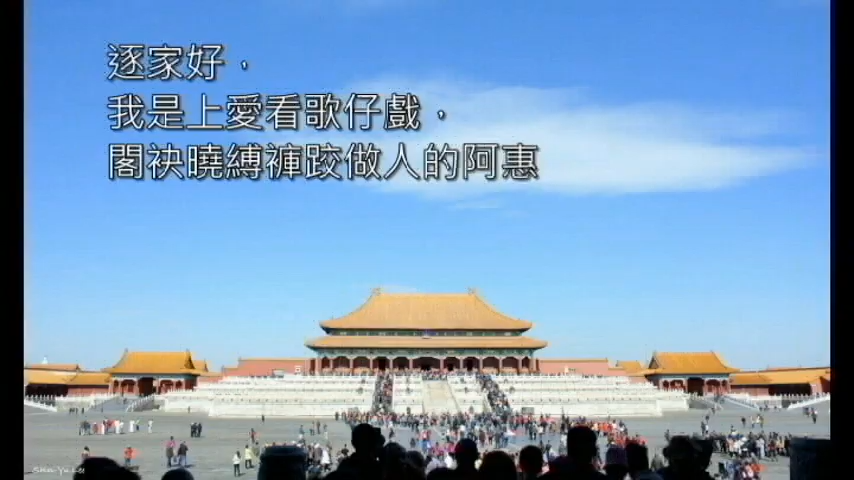 逐家好，
我是上愛看歌仔戲，
閣袂曉縛褲跤做人的阿惠